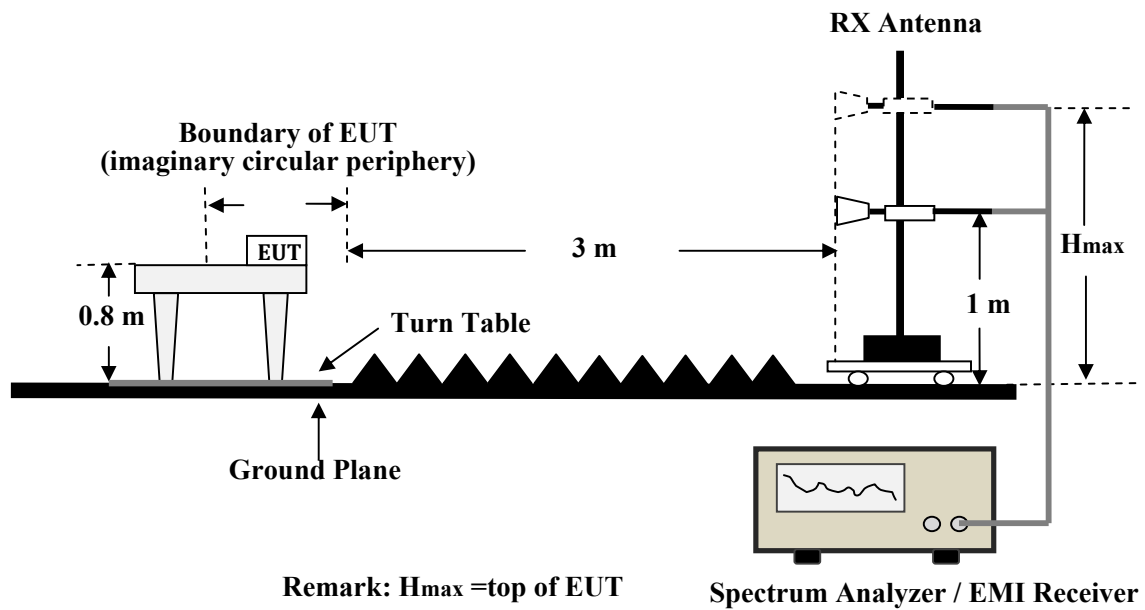 RX Antenna
Boundary of EUT
(imaginary circular periphery)
EUT
3 m
Hmax
0.8 m
1 m
Turn Table
Ground Plane
Remark: Hmax =top of EUT
Spectrum Analyzer / EMI Receiver